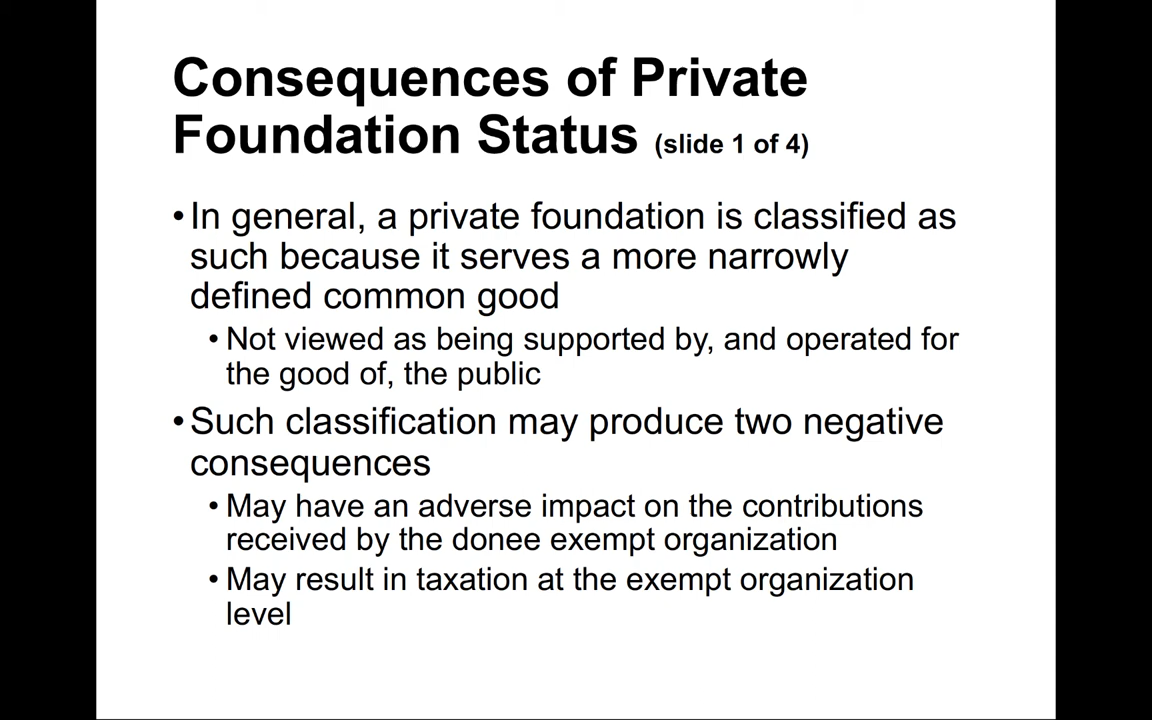 Consequences of Private
Foundation Status (slide 1 of 4)
• In general, a private foundation is classified as
such because it serves a more narrowly
defined common good
• Not viewed as being supported by, and operated for
the good of, the public
• Such classification may produce two negative
consequences
• May have an adverse impact on the contributions
received by the donee exempt organization
• May result in taxation at the exempt organization
level